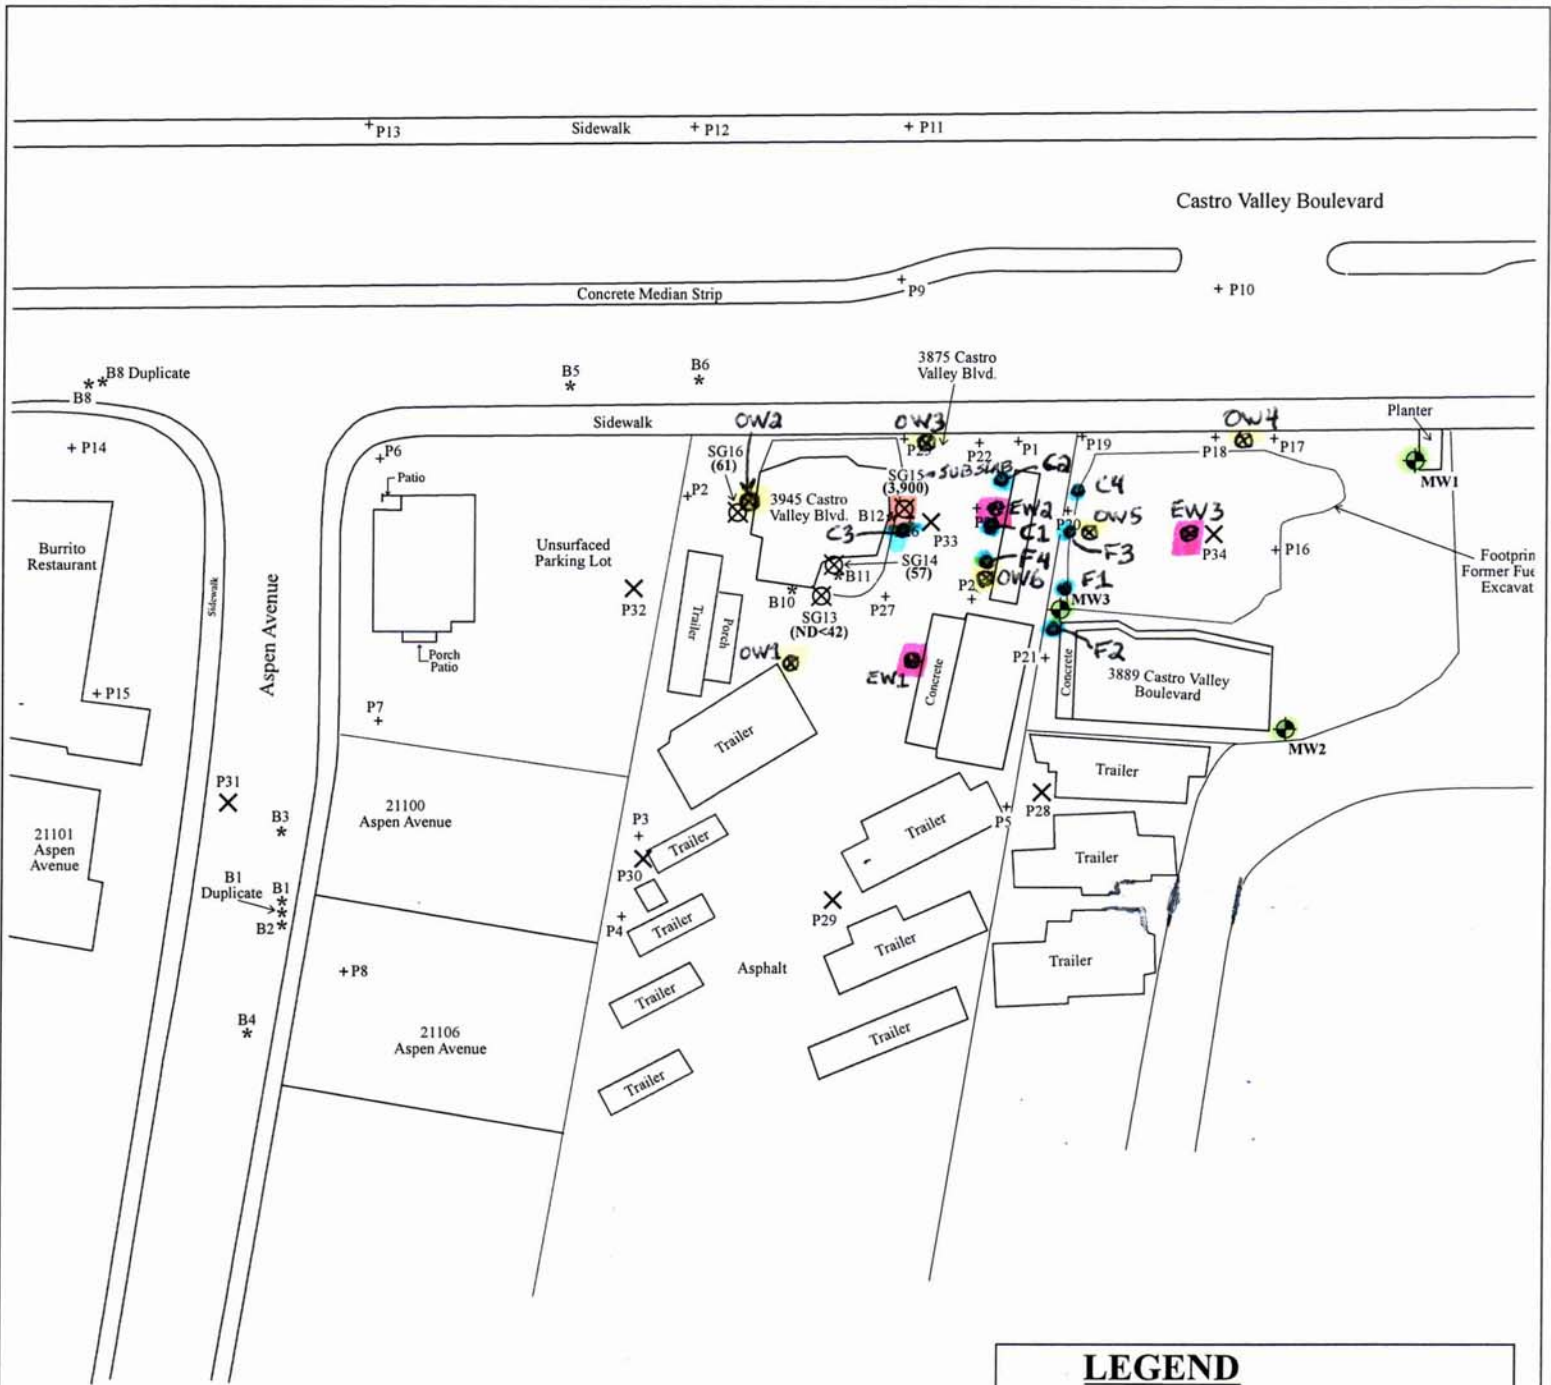 + P13
Sidewalk
+ P12
+ P11
Castro Valley Boulevard
Concrete Median Strip
P9
+ P10
B8 Duplicate
B8
B5
B6
3875 Castro
Valley Blvd.
Sidewalk
OW2
OW3
OW4
Planter
+ P14
P6
Patio
SG16
(61)
P2
P22
P1
P19
P18
P17
MW1
SG15
(3,900)
SUBSLAB
C2
C4
3945 Castro
Valley Blvd.
B12
EW2
C1
P20
OW5
EW3
C3
P33
F3
P34
P16
Burrito
Restaurant
Unsurfaced
Parking Lot
SG14
(57)
F4
OW6
F1
Footprin
Former Fue
Excavat
B11
B10
P27
MW3
SG13
(ND<42)
P32
Trailer
Porch
Sidewalk
Aspen Avenue
Porch
Patio
OW1
EW1
Concrete
P21
Concrete
F2
3889 Castro Valley
Boulevard
MW2
P15
P7
Trailer
Trailer
P31
B3
21100
Aspen Avenue
P3
Trailer
Trailer
P5
P28
21101
Aspen
Avenue
P30
Trailer
B1
Duplicate
B1
B2
P4
Trailer
P29
Trailer
Trailer
+ P8
Asphalt
Trailer
B4
21106
Aspen Avenue
Trailer
Trailer
LEGEND